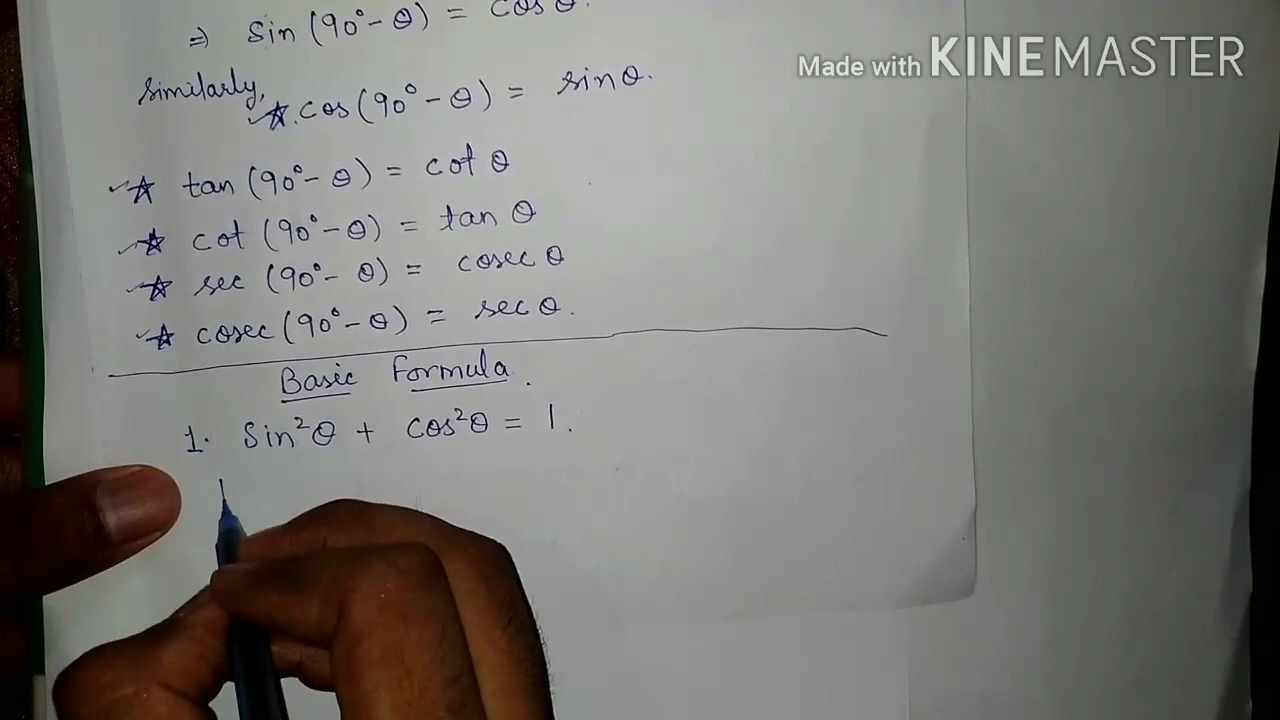 ⇒ Sin (90° - θ) = cos θ.
Made with KINEMASTER
Similarly,
☆. cos (90° - θ) = sin θ.
☆ tan (90° - θ) = cot θ
☆ cot (90° - θ) = tan θ
☆ sec (90° - θ) = cosec θ
☆ cosec (90° - θ) = sec θ.
Basic Formula.
1. Sin²θ + cos²θ = 1.